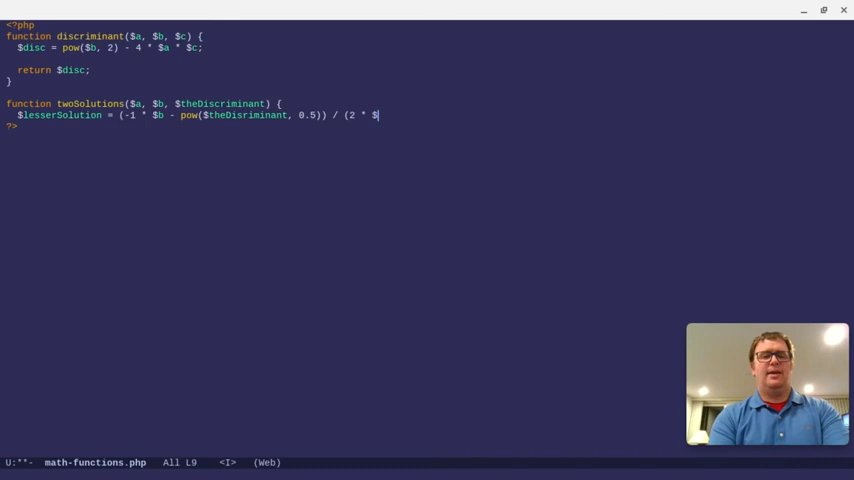 <?php
function discriminant($a, $b, $c) {
  $disc = pow($b, 2) - 4 * $a * $c;
  return $disc;
}
function twoSolutions($a, $b, $theDiscriminant) {
  $lesserSolution = (-1 * $b - pow($theDisriminant, 0.5)) / (2 * $
?>
U:**-  math-functions.php   All L9    <I>   (Web)